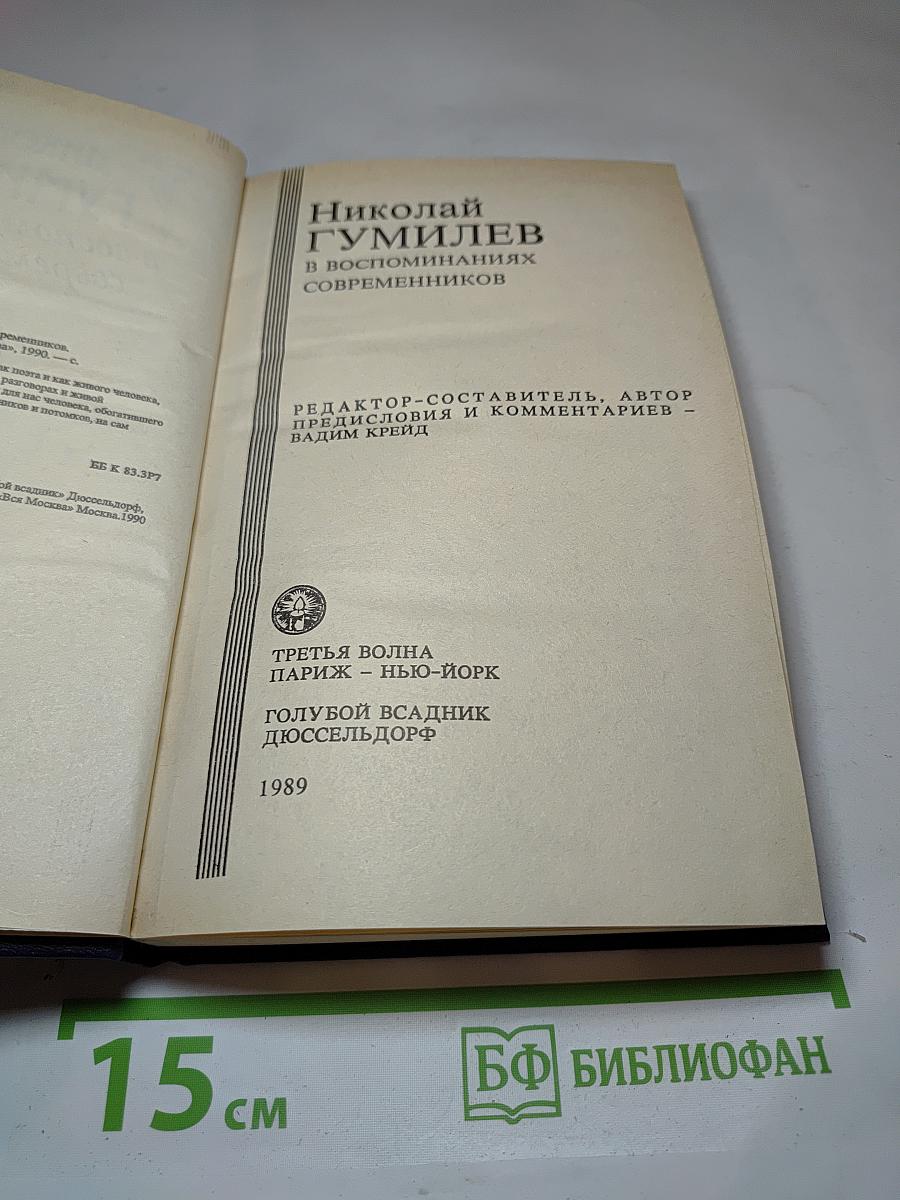 ременников.
а», 1990. — с.
ак поэта и как живого человека,
разговорах и живой
для нас человека, обогатившего
ников и потомков, на сам
ББ К 83.3Р7
ой всадник» Дюссельдорф,
«Вся Москва» Москва.1990
Николай
ГУМИЛЕВ
В ВОСПОМИНАНИЯХ
СОВРЕМЕННИКОВ
РЕДАКТОР-СОСТАВИТЕЛЬ, АВТОР
ПРЕДИСЛОВИЯ И КОММЕНТАРИЕВ –
ВАДИМ КРЕЙД
ТРЕТЬЯ ВОЛНА
ПАРИЖ – НЬЮ-ЙОРК
ГОЛУБОЙ ВСАДНИК
ДЮССЕЛЬДОРФ
1989
15 см
БФ БИБЛИОФАН